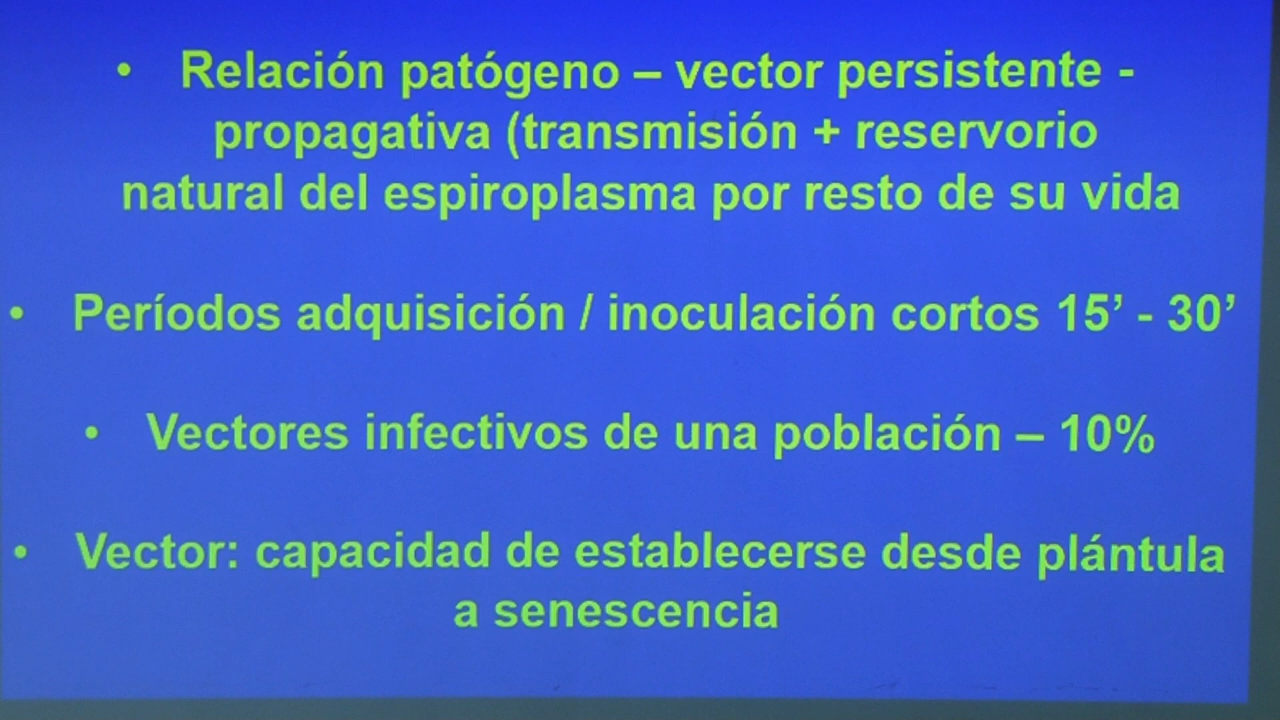 • Relación patógeno – vector persistente -
propagativa (transmisión + reservorio
natural del espiroplasma por resto de su vida
• Períodos adquisición / inoculación cortos 15’ - 30’
• Vectores infectivos de una población – 10%
• Vector: capacidad de establecerse desde plántula
a senescencia